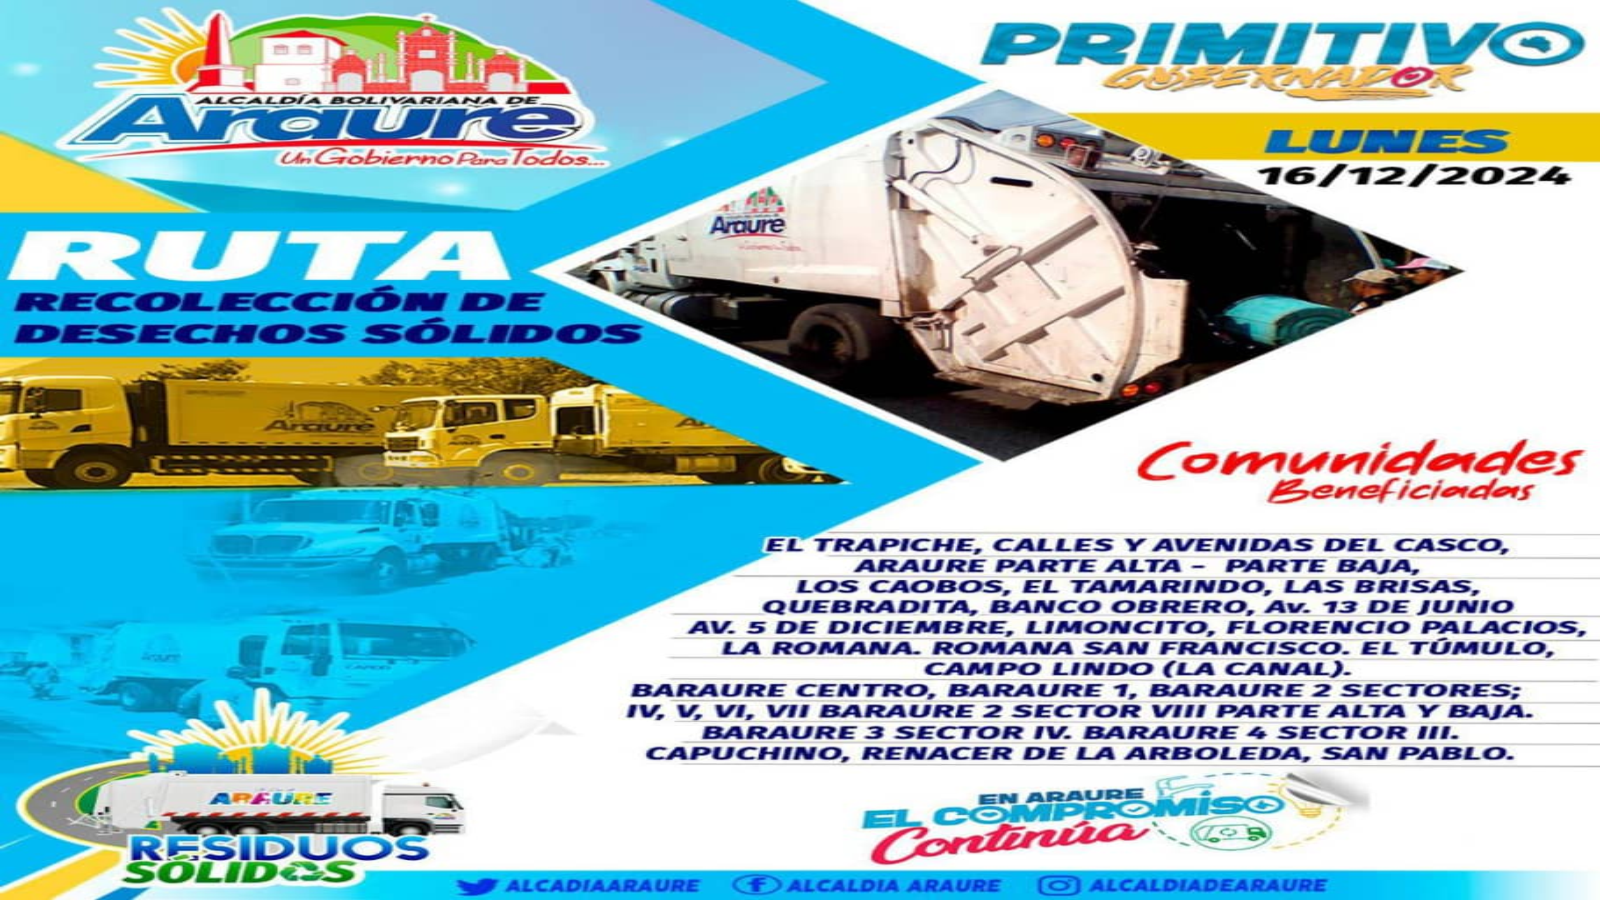 ALCALDÍA BOLIVARIANA DE
Araure
Un Gobierno Para Todos...
PRIMITIVO
GOBERNADOR
LUNES
16/12/2024
RUTA
RECOLECCIÓN DE
DESECHOS SÓLIDOS
Araure
Araure
Comunidades
Beneficiadas
EL TRAPICHE, CALLES Y AVENIDAS DEL CASCO,
ARAURE PARTE ALTA - PARTE BAJA,
LOS CAOBOS, EL TAMARINDO, LAS BRISAS,
QUEBRADITA, BANCO OBRERO, Av. 13 DE JUNIO
AV. 5 DE DICIEMBRE, LIMONCITO, FLORENCIO PALACIOS,
LA ROMANA. ROMANA SAN FRANCISCO. EL TÚMULO,
CAMPO LINDO (LA CANAL).
BARAURE CENTRO, BARAURE 1, BARAURE 2 SECTORES;
IV, V, VI, VII BARAURE 2 SECTOR VIII PARTE ALTA Y BAJA.
BARAURE 3 SECTOR IV. BARAURE 4 SECTOR III.
CAPUCHINO, RENACER DE LA ARBOLEDA, SAN PABLO.
ARAURE
RESIDUOS
SÓLIDOS
EN ARAURE
EL COMPROMISO
Continúa
ALCADIAARAURE
ALCALDIA ARAURE
ALCALDIADEARAURE